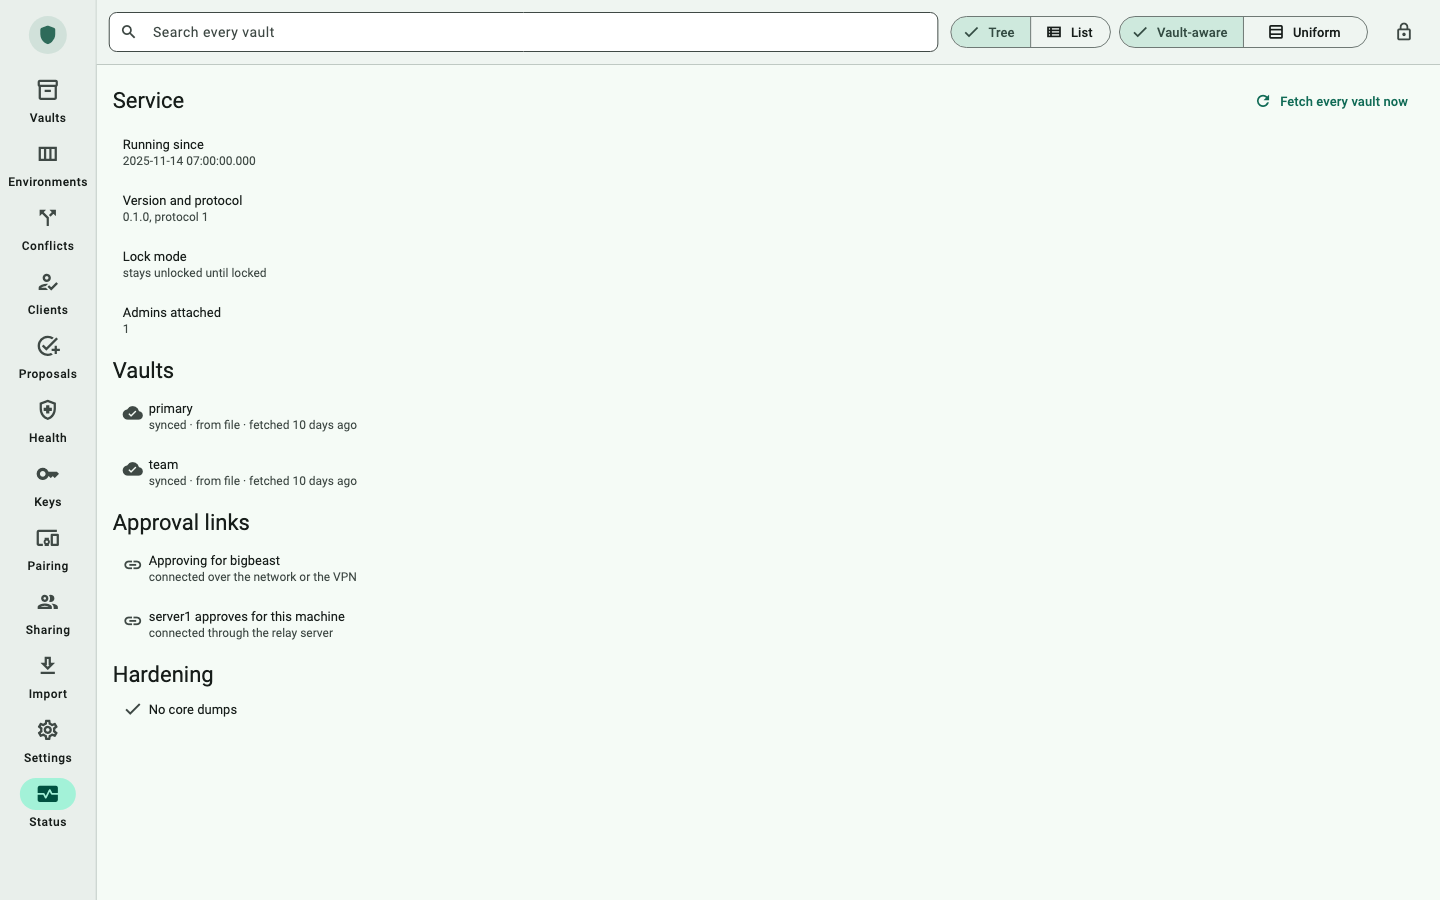 Search every vault
Tree
List
Vault-aware
Uniform
Vaults
Environments
Conflicts
Clients
Proposals
Health
Keys
Pairing
Sharing
Import
Settings
Status
Service
Fetch every vault now
Running since
2025-11-14 07:00:00.000
Version and protocol
0.1.0, protocol 1
Lock mode
stays unlocked until locked
Admins attached
1
Vaults
primary
synced · from file · fetched 10 days ago
team
synced · from file · fetched 10 days ago
Approval links
Approving for bigbeast
connected over the network or the VPN
server1 approves for this machine
connected through the relay server
Hardening
No core dumps